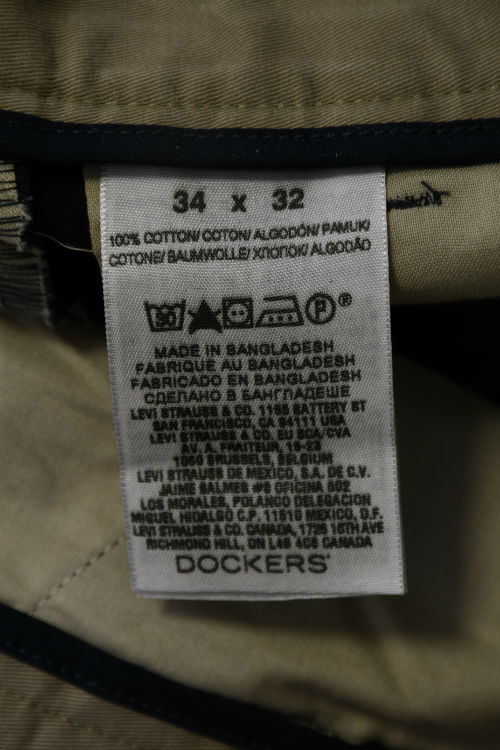 34 x 32
100% COTTON/ COTON/ ALGODÓN/ PAMUK/
COTONE/ BAUMWOLLE/ ХЛОПОК/ ALGODÃO
P ®
MADE IN BANGLADESH
FABRIQUE AU BANGLADESH
FABRICADO EN BANGLADESH
СДЕЛАНО В БАНГЛАДЕШЕ
LEVI STRAUSS & CO. 1155 BATTERY ST
SAN FRANCISCO, CA 94111 USA
LEVI STRAUSS & CO. EU BCA/CVA
AV. A. FRAITEUR, 15-23
1050 BRUSSELS, BELGIUM
LEVI STRAUSS DE MEXICO, S.A. DE C.V.
JAIME BALMES #8 OFICINA 602
LOS MORALES, POLANCO DELEGACION
MIGUEL HIDALGO C.P. 11510 MEXICO, D.F.
LEVI STRAUSS & CO. CANADA, 1725 16TH AVE
RICHMOND HILL, ON L4B 4C6 CANADA
DOCKERS®